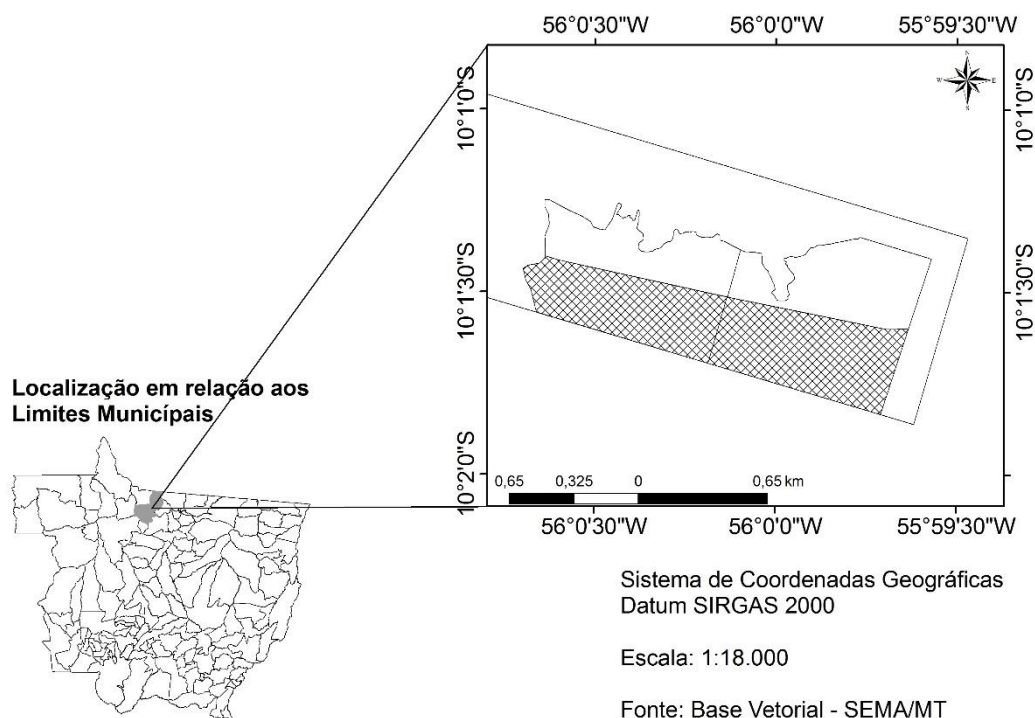 56°0'30"W 56°0'0"W 55°59'30"W
N
W E
S
10°1'0"S 10°1'0"S
10°1'30"S 10°1'30"S
Localização em relação aos
Limites Municípais
10°2'0"S 10°2'0"S
0,65 0,325 0 0,65 km
56°0'30"W 56°0'0"W 55°59'30"W
Sistema de Coordenadas Geográficas
Datum SIRGAS 2000
Escala: 1:18.000
Fonte: Base Vetorial - SEMA/MT